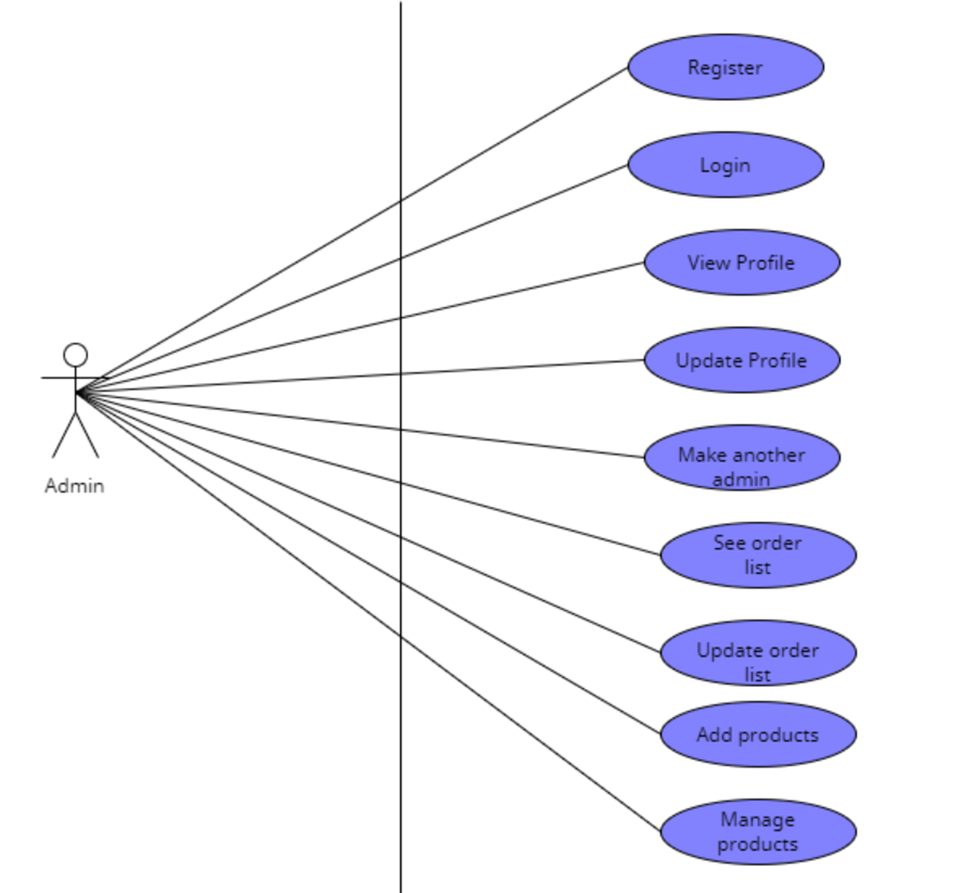 Register
Login
View Profile
Update Profile
Admin
Make another
admin
See order
list
Update order
list
Add products
Manage
products